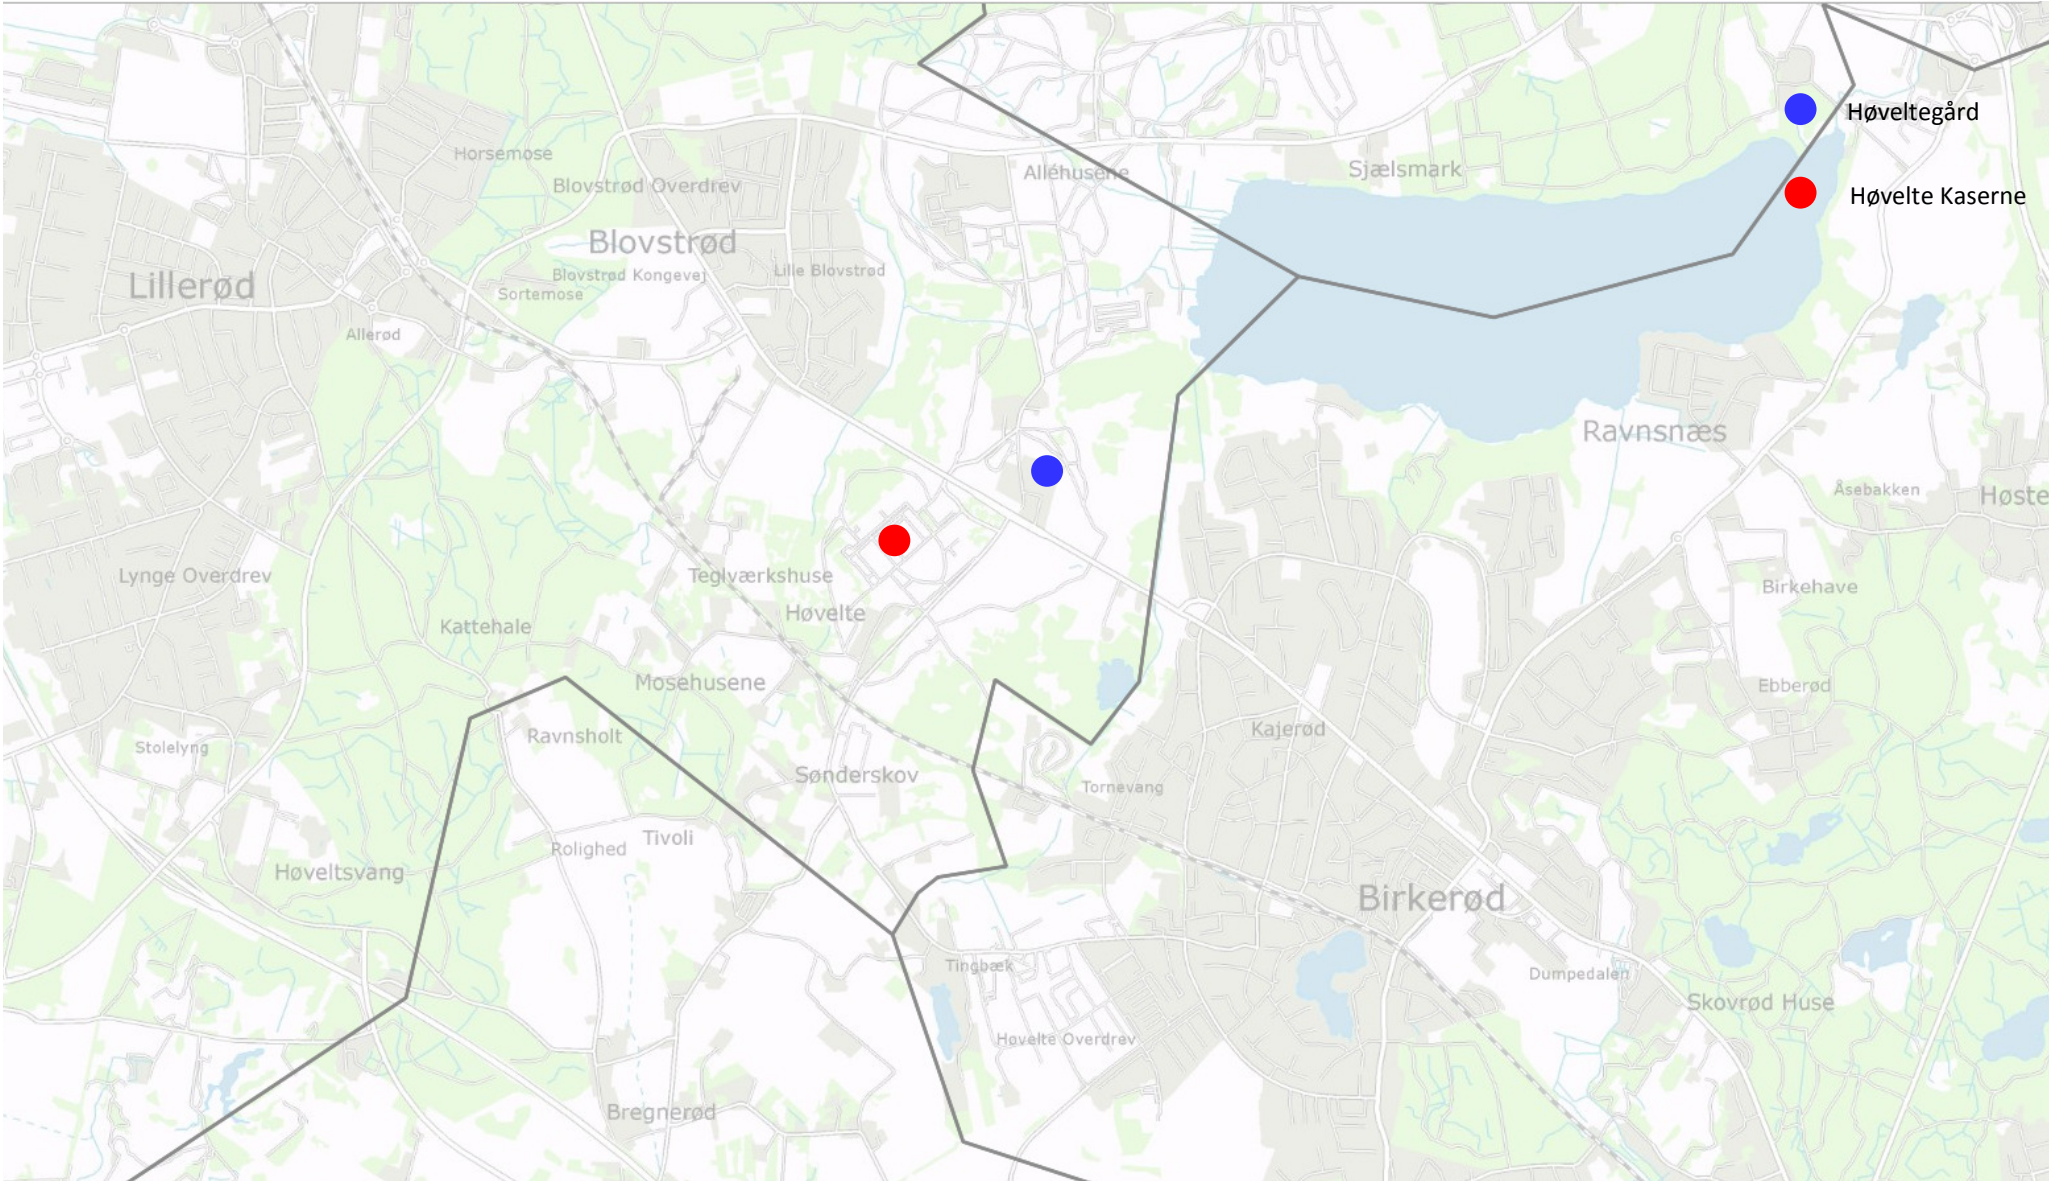 Høveltegård
Horsemose
Alléhusene
Sjælsmark
Blovstrød Overdrev
Høvelte Kaserne
Blovstrød
Lille Blovstrød
Blovstrød Kongevej
Lillerød
Sortemose
Allerød
Ravnsnæs
Åsebakken
Høste
Lynge Overdrev
Teglværkshuse
Birkehave
Høvelte
Kattehale
Mosehusene
Ebberød
Ravnsholt
Kajerød
Stolelyng
Sønderskov
Tornevang
Tivoli
Rolighed
Høveltsvang
Birkerød
Tingbæk
Dumpedalen
Skovrød Huse
Høvelte Overdrev
Bregnerød